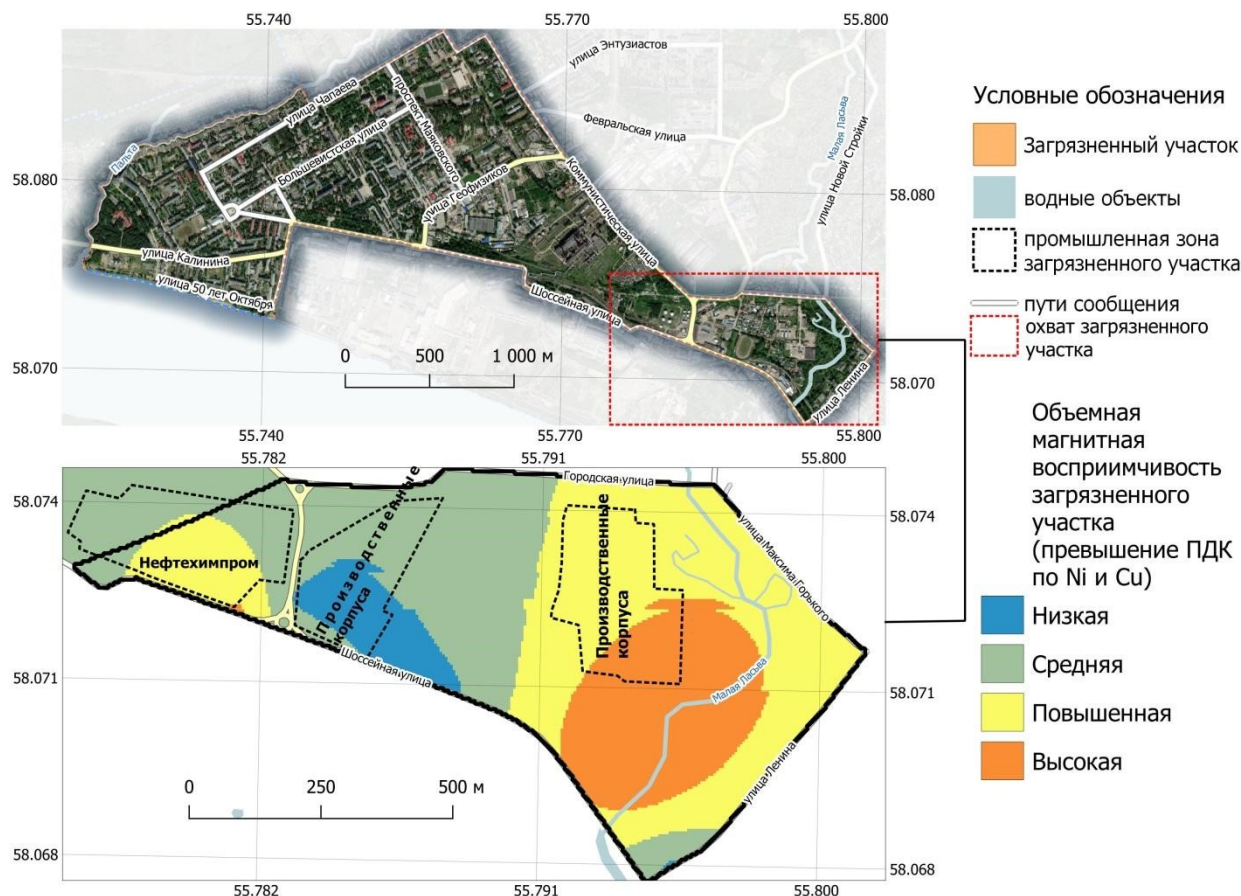 55.740
55.770
55.800
улица Энтузиастов
улица Чапаева
проспект Маяковского
Большевистская улица
Февральская улица
Малая Ласьва
улица Новой Стройки
Пальта
58.080
58.080
улица Геофизиков
Коммунистическая улица
улица Калинина
улица 50 лет Октября
Шоссейная улица
0
500
1 000 м
58.070
58.070
улица Ленина
55.740
55.770
55.800
Условные обозначения
Загрязненный участок
водные объекты
промышленная зона
загрязненного участка
пути сообщения
охват загрязненного
участка
Объемная
магнитная
восприимчивость
загрязненного
участка
(превышение ПДК
по Ni и Cu)
Низкая
Средняя
Повышенная
Высокая
55.782
55.791
55.800
Городская улица
58.074
58.074
Нефтехимпром
Производственные
корпуса
Производственные
корпуса
улица Максима Горького
Шоссейная улица
Малая Ласьва
58.071
58.071
улица Ленина
0
250
500 м
58.068
58.068
55.782
55.791
55.800